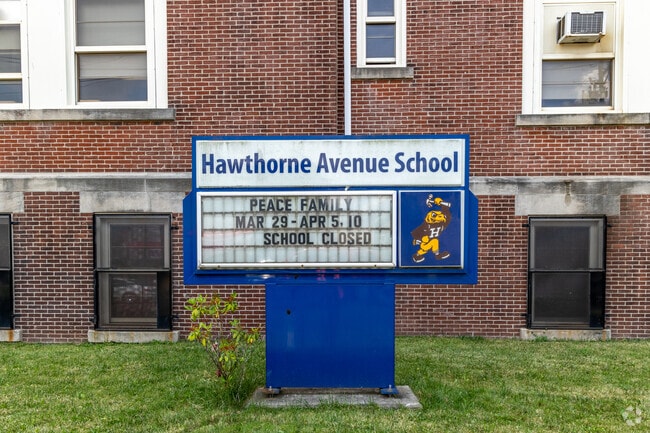 Hawthorne Avenue School
PEACE FAMILY
MAR 29 - APR 5, 10
SCHOOL CLOSED
H